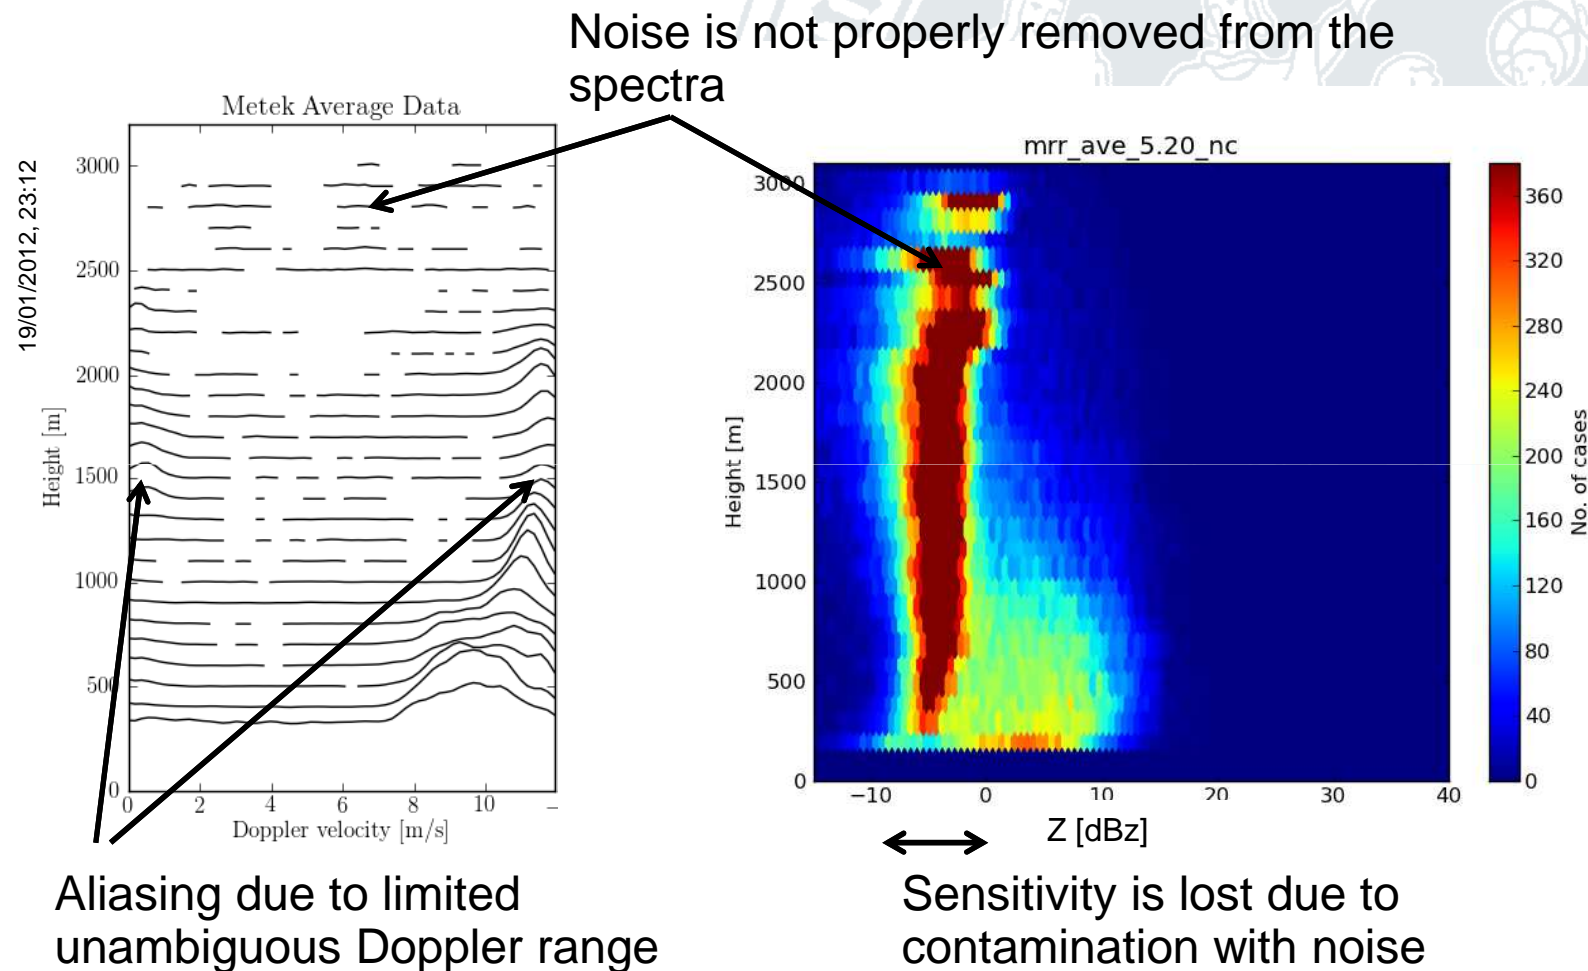 Noise is not properly removed from the
spectra
Metek Average Data
19/01/2012, 23:12
Height [m]
3000
2500
2000
1500
1000
500
0
0 2 4 6 8 10 –
Doppler velocity [m/s]
mrr_ave_5.20_nc
Height [m]
3000
2500
2000
1500
1000
500
0
−10 0 10 20 30 40
Z [dBz]
360
320
280
240
200
160
120
80
40
0
No. of cases
Aliasing due to limited
unambiguous Doppler range
Sensitivity is lost due to
contamination with noise